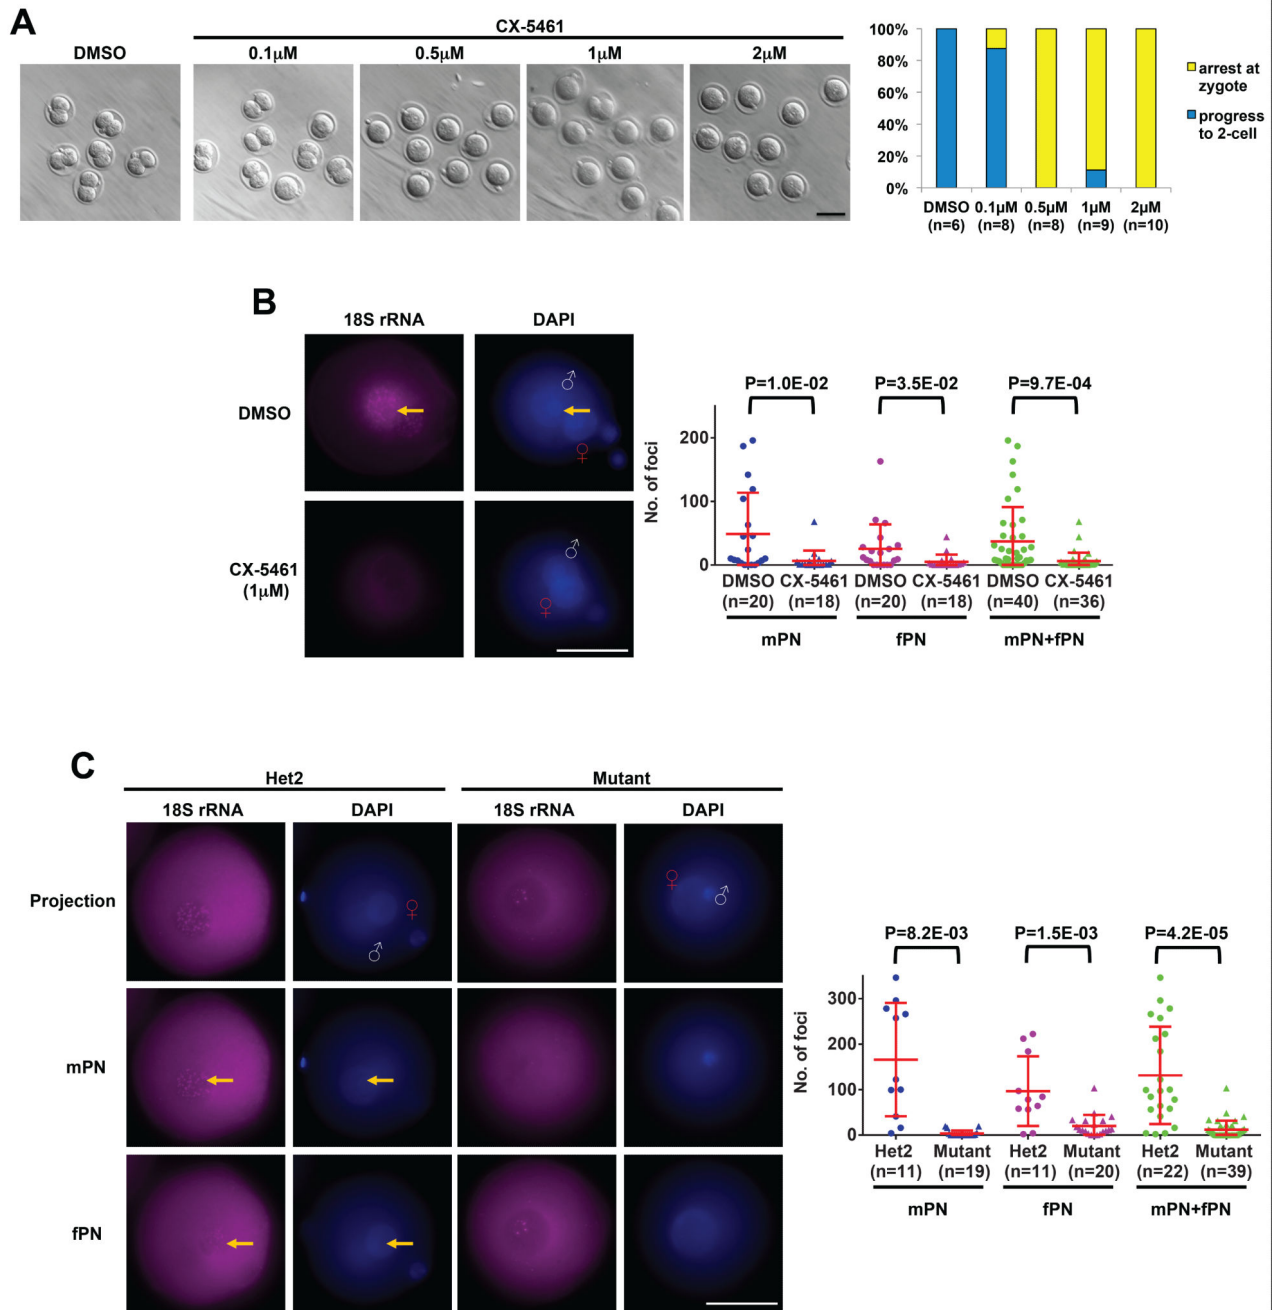 A
CX-5461
DMSO
0.1µM
0.5µM
1µM
2µM
100%
80%
60%
40%
20%
0%
arrest at
zygote
progress
to 2-cell
DMSO 0.1µM 0.5µM 1µM 2µM
(n=6) (n=8) (n=8) (n=9) (n=10)
B
18S rRNA
DAPI
DMSO
♂
♀
CX-5461
(1µM)
♂
♀
P=1.0E-02 P=3.5E-02 P=9.7E-04
No. of foci
200
100
0
DMSO CX-5461 DMSO CX-5461 DMSO CX-5461
(n=20) (n=18) (n=20) (n=18) (n=40) (n=36)
mPN fPN mPN+fPN
C
Het2 Mutant
18S rRNA DAPI 18S rRNA DAPI
Projection
♀
♂
♀
♂
mPN
fPN
P=8.2E-03 P=1.5E-03 P=4.2E-05
No. of foci
300
200
100
0
Het2 Mutant Het2 Mutant Het2 Mutant
(n=11) (n=19) (n=11) (n=20) (n=22) (n=39)
mPN fPN mPN+fPN